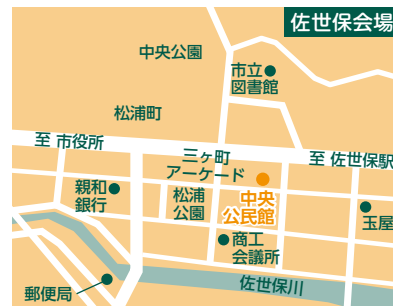 佐世保会場
中央公園
市立
図書館
松浦町
至 市役所
三ヶ町
アーケード
至 佐世保駅
親和
銀行
松浦
公園
中央
公民館
玉屋
商工
会議所
佐世保川
郵便局